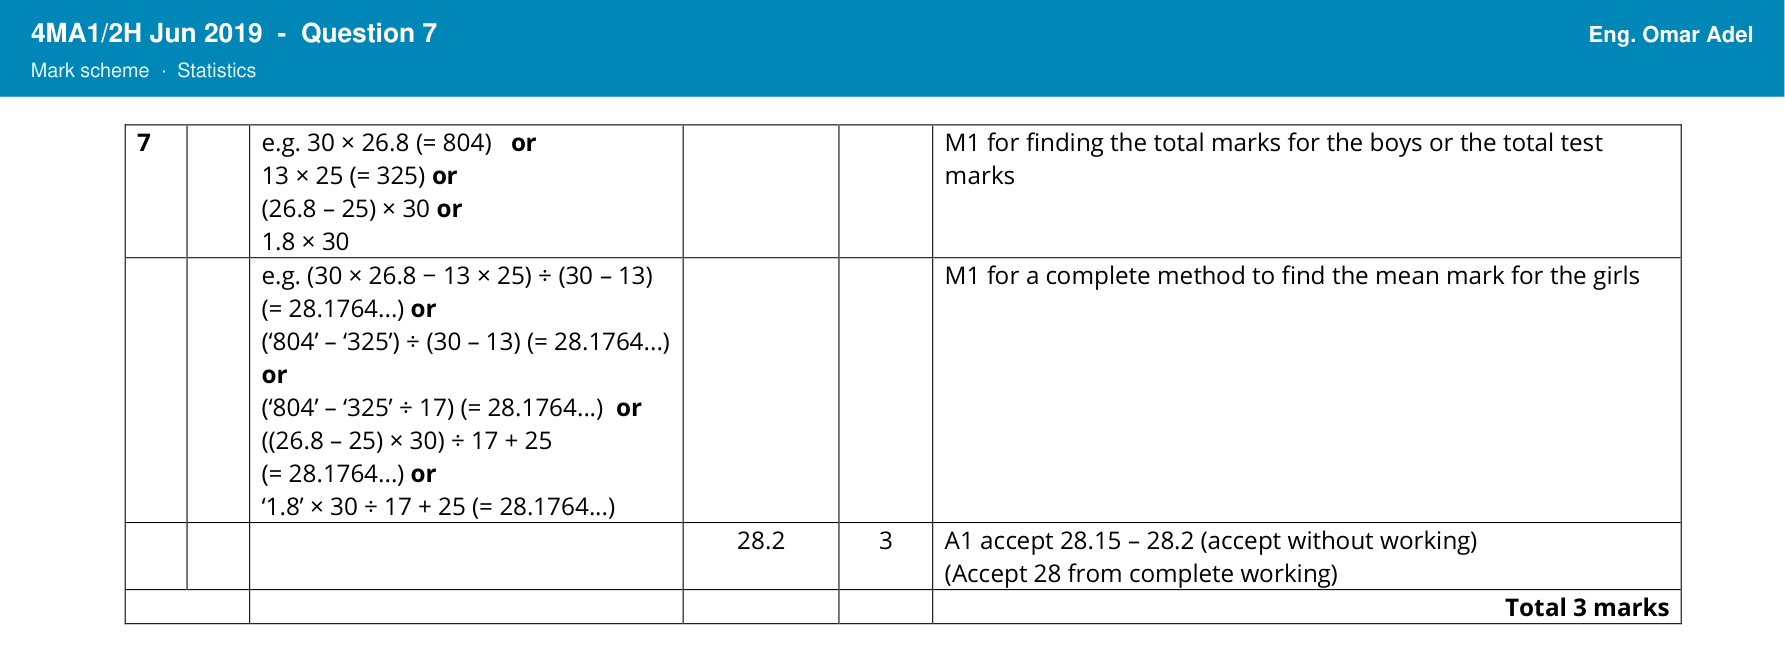 4MA1/2H Jun 2019 - Question 7
Eng. Omar Adel
Mark scheme · Statistics
7
e.g. 30 × 26.8 (= 804) or
13 × 25 (= 325) or
(26.8 – 25) × 30 or
1.8 × 30
M1 for finding the total marks for the boys or the total test
marks
e.g. (30 × 26.8 − 13 × 25) ÷ (30 – 13)
(= 28.1764...) or
(‘804’ – ‘325’) ÷ (30 – 13) (= 28.1764...)
or
(‘804’ – ‘325’ ÷ 17) (= 28.1764...) or
((26.8 – 25) × 30) ÷ 17 + 25
(= 28.1764...) or
‘1.8’ × 30 ÷ 17 + 25 (= 28.1764...)
M1 for a complete method to find the mean mark for the girls
28.2
3
A1 accept 28.15 – 28.2 (accept without working)
(Accept 28 from complete working)
Total 3 marks